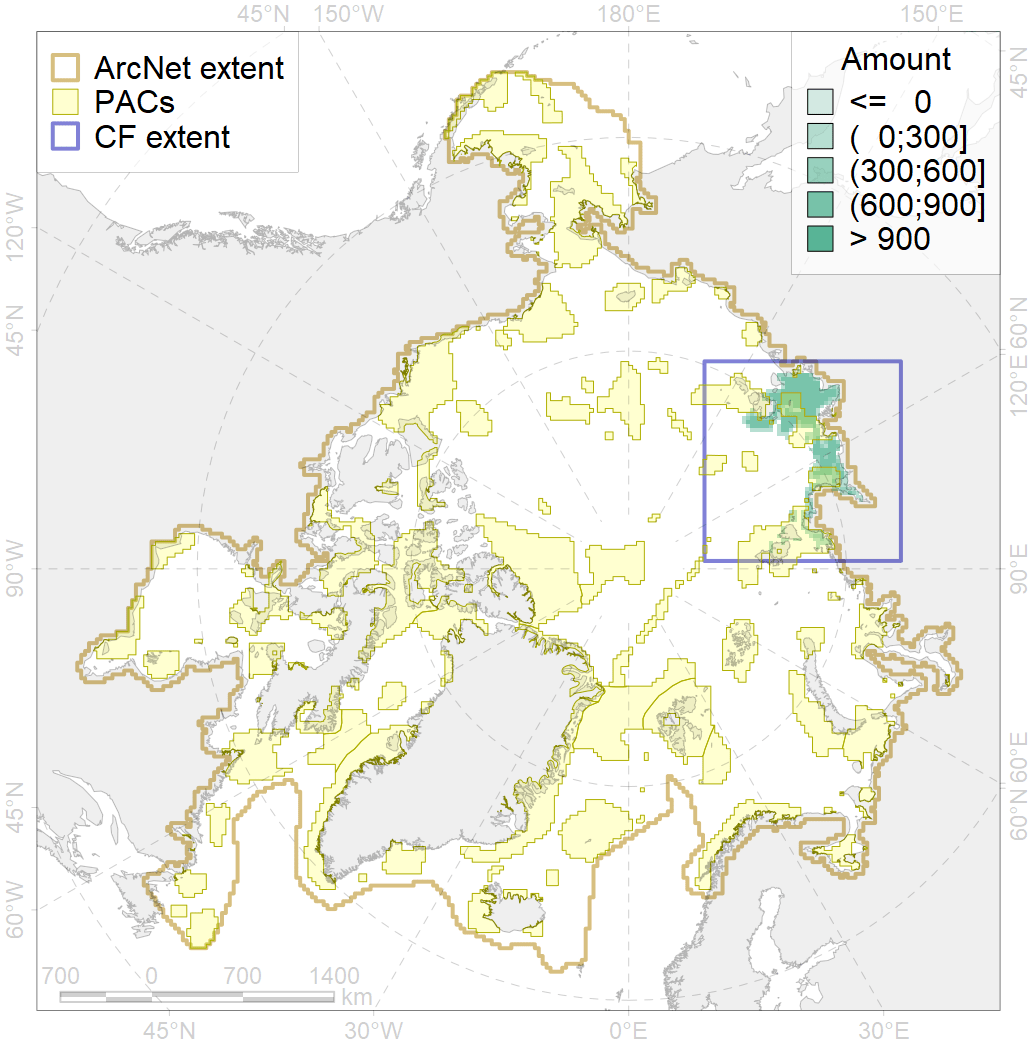 45°N 150°W 180°E 150°E
ArcNet extent
PACs
CF extent
Amount
<= 0
( 0;300]
(300;600]
(600;900]
> 900
45°N
120°W
60°N
120°E
45°N
90°W
90°E
45°N
60°N
60°E
60°W
700 0 700 1400
km
45°N 30°W 0°E 30°E